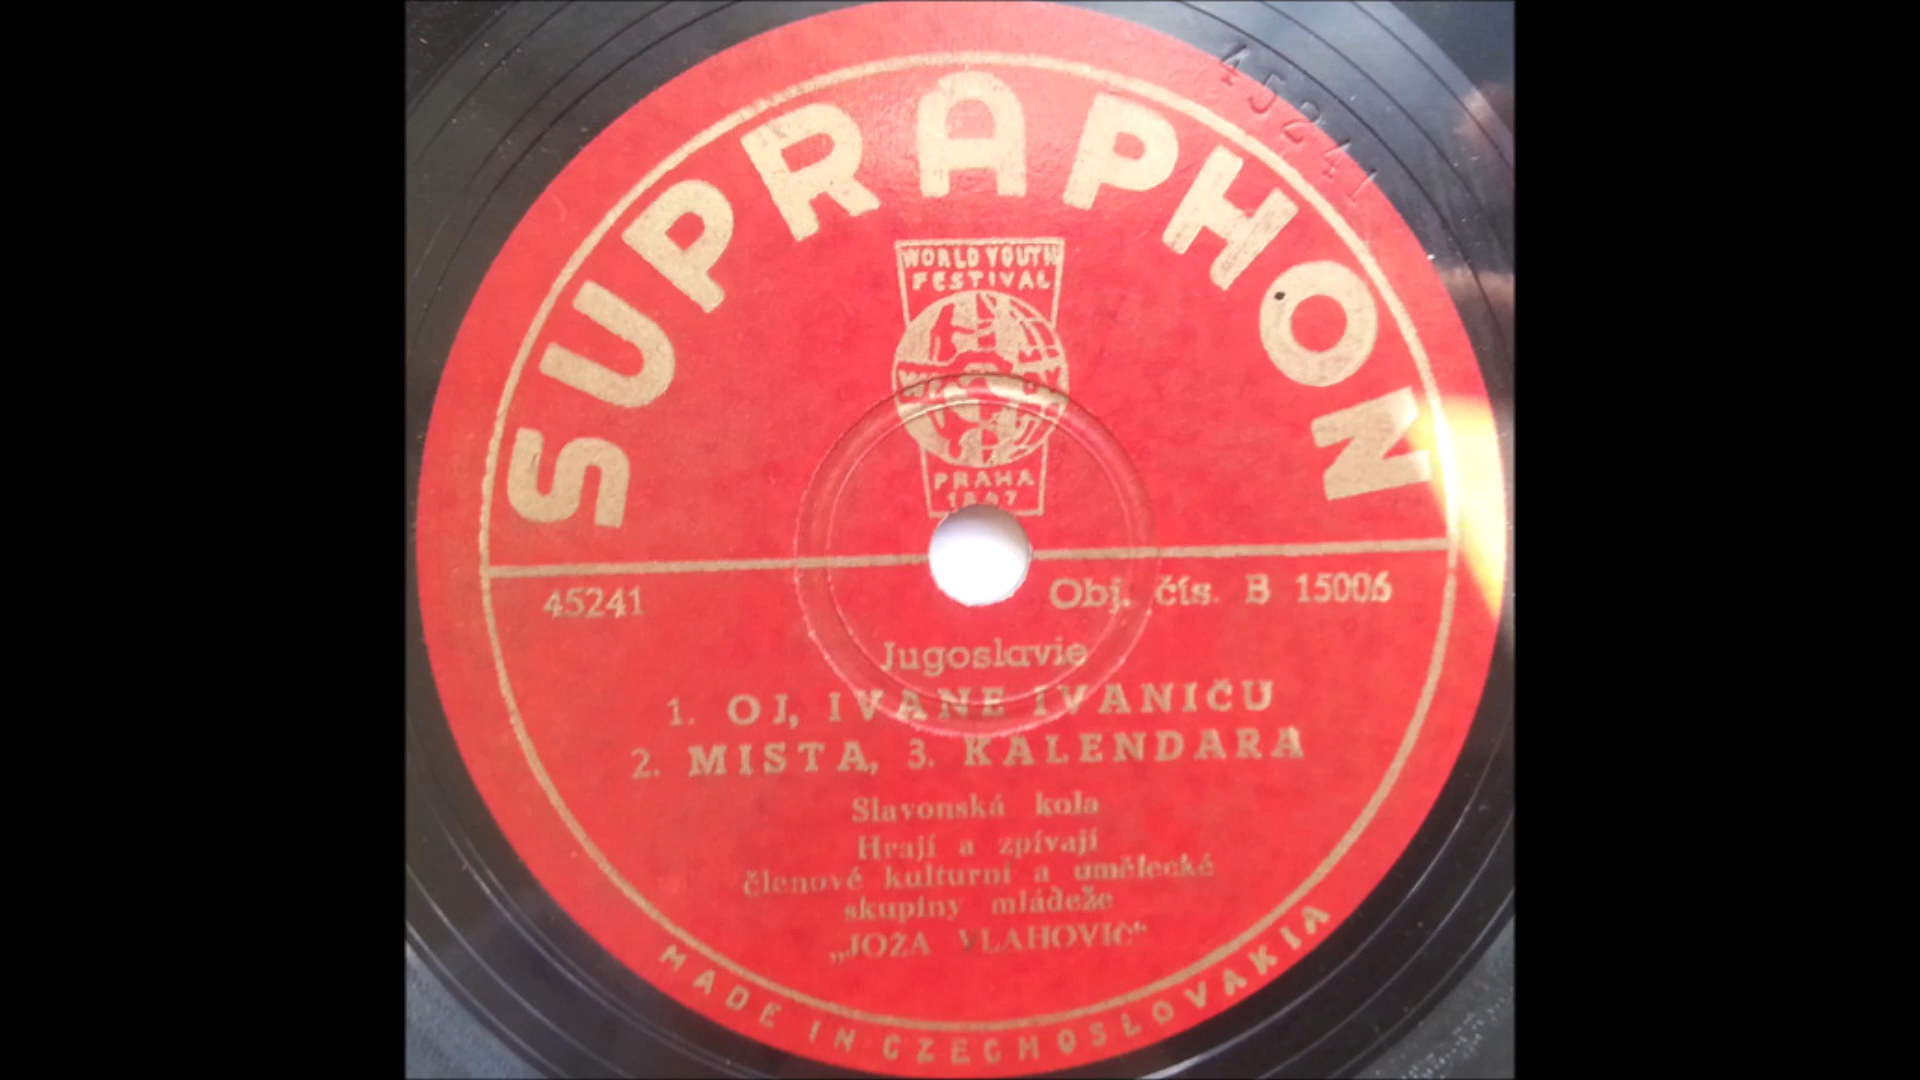 45241
SUPRAPHON
WORLD YOUTH
FESTIVAL
PRAHA
1947
45241
Obj. čís. B 15006
Jugoslavie
1. OJ, IVANE IVANIČU
2. MISTA, 3. KALENDARA
Slavonská kola
Hrají a zpívají
členové kulturní a umělecké
skupiny mládeže
„JOŽA VLAHOVIČ“
MADE IN CZECHOSLOVAKIA